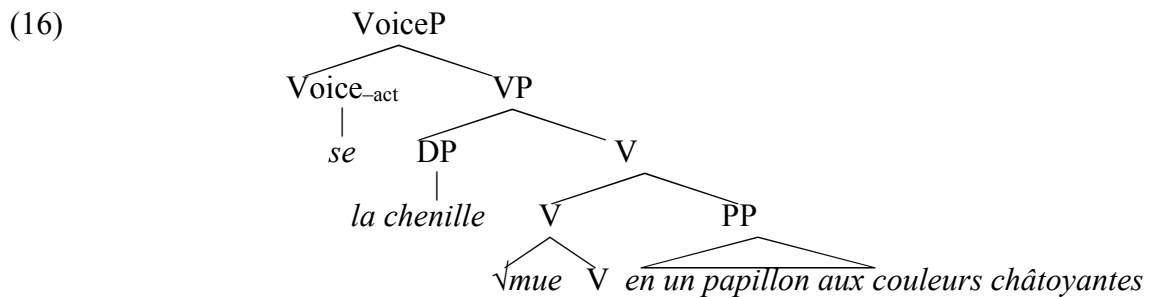 (16) VoiceP
Voice–act VP
se DP V
la chenille V PP
√mue V en un papillon aux couleurs châtoyantes